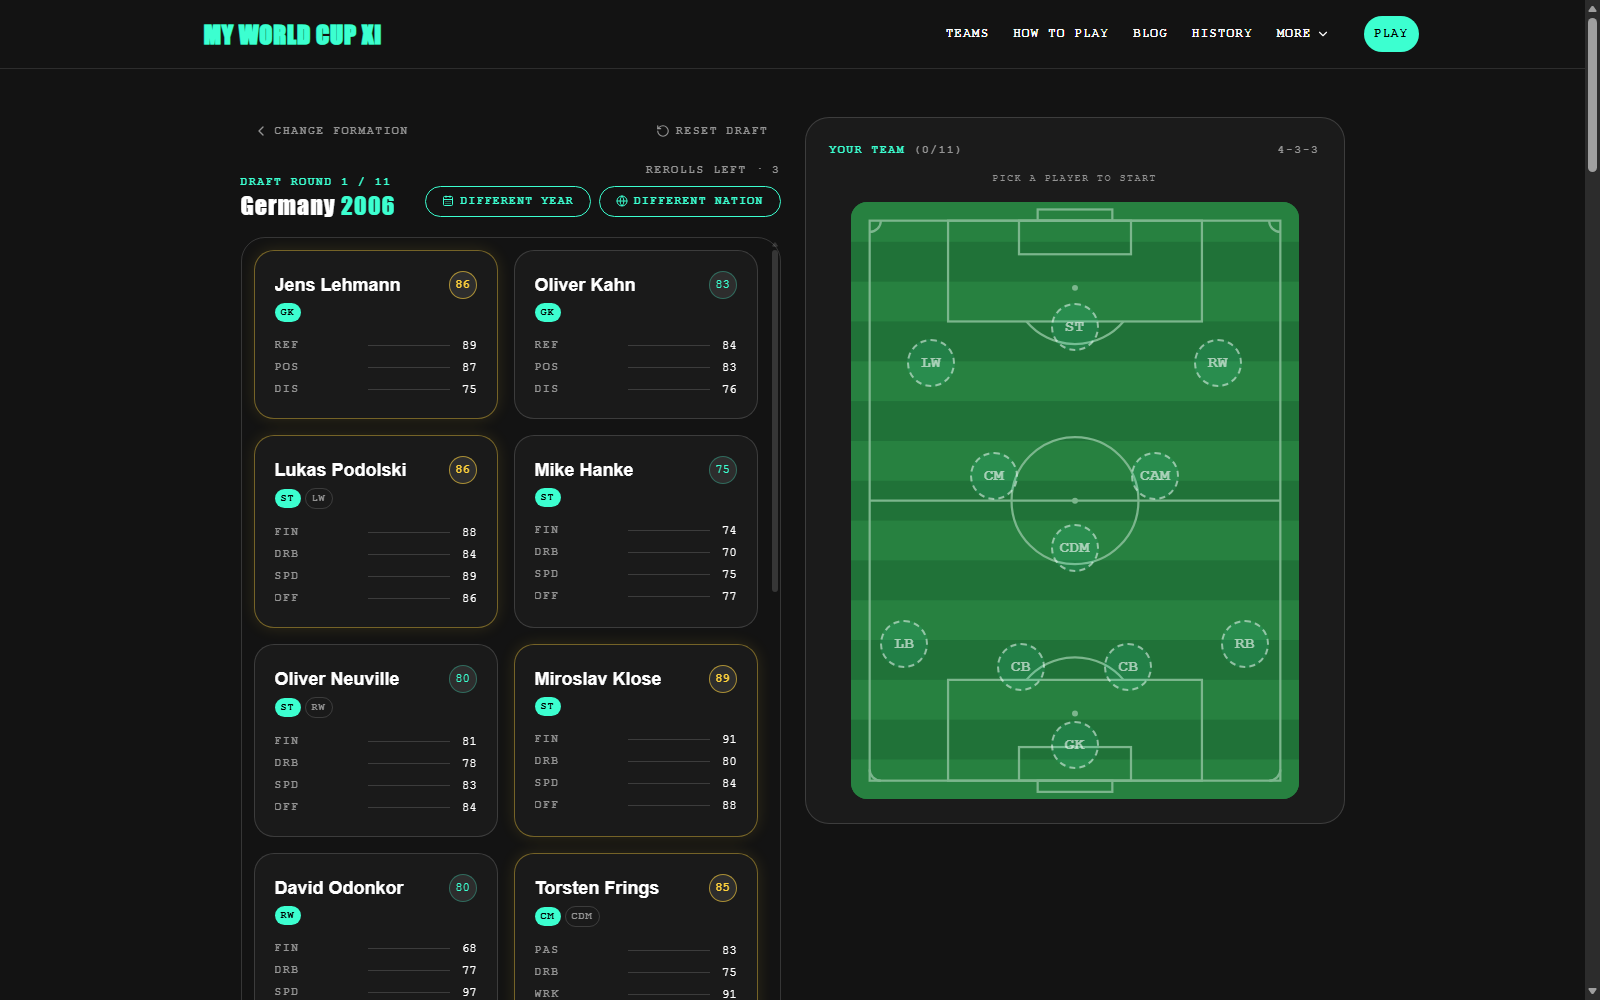 MY WORLD CUP XI
TEAMS
HOW TO PLAY
BLOG
HISTORY
MORE
PLAY
CHANGE FORMATION
RESET DRAFT
REROLLS LEFT · 3
DRAFT ROUND 1 / 11
Germany 2006
DIFFERENT YEAR
DIFFERENT NATION
Jens Lehmann 86
GK
REF 89
POS 87
DIS 75
Oliver Kahn 83
GK
REF 84
POS 83
DIS 76
Lukas Podolski 86
ST LW
FIN 88
DRB 84
SPD 89
OFF 86
Mike Hanke 75
ST
FIN 74
DRB 70
SPD 75
OFF 77
Oliver Neuville 80
ST RW
FIN 81
DRB 78
SPD 83
OFF 84
Miroslav Klose 89
ST
FIN 91
DRB 80
SPD 84
OFF 88
David Odonkor 80
RW
FIN 68
DRB 77
SPD 97
Torsten Frings 85
CM CDM
PAS 83
DRB 75
WRK 91
YOUR TEAM (0/11)
4-3-3
PICK A PLAYER TO START
ST
LW
RW
CM
CAM
CDM
LB
RB
CB
CB
GK